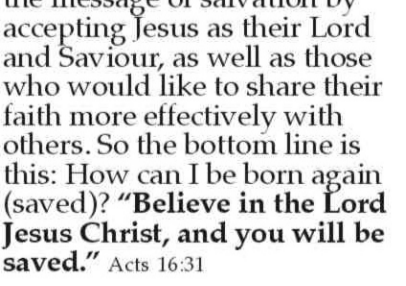 the message of salvation by
accepting Jesus as their Lord
and Saviour, as well as those
who would like to share their
faith more effectively with
others. So the bottom line is
this: How can I be born again
(saved)? “Believe in the Lord
Jesus Christ, and you will be
saved.” Acts 16:31